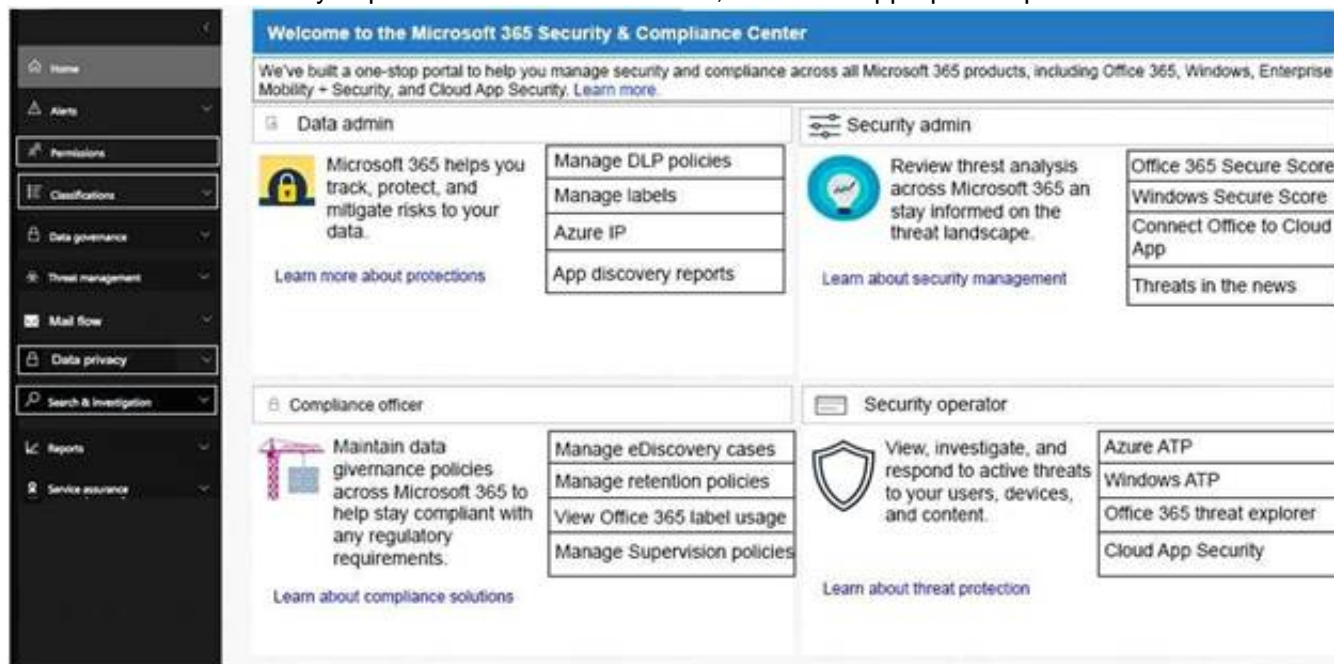 Home
Alerts
Permissions
Classifications
Data governance
Threat management
Mail flow
Data privacy
Search & investigation
Reports
Service assurance
Welcome to the Microsoft 365 Security & Compliance Center
We've built a one-stop portal to help you manage security and compliance across all Microsoft 365 products, including Office 365, Windows, Enterprise
Mobility + Security, and Cloud App Security. Learn more.
Data admin
Microsoft 365 helps you
track, protect, and
mitigate risks to your
data.
Learn more about protections
Manage DLP policies
Manage labels
Azure IP
App discovery reports
Security admin
Review threst analysis
across Microsoft 365 an
stay informed on the
threat landscape.
Learn about security management
Office 365 Secure Score
Windows Secure Score
Connect Office to Cloud
App
Threats in the news
Compliance officer
Maintain data
givernance policies
across Microsoft 365 to
help stay compliant with
any regulatory
requirements.
Learn about compliance solutions
Manage eDiscovery cases
Manage retention policies
View Office 365 label usage
Manage Supervision policies
Security operator
View, investigate, and
respond to active threats
to your users, devices,
and content.
Learn about threat protection
Azure ATP
Windows ATP
Office 365 threat explorer
Cloud App Security